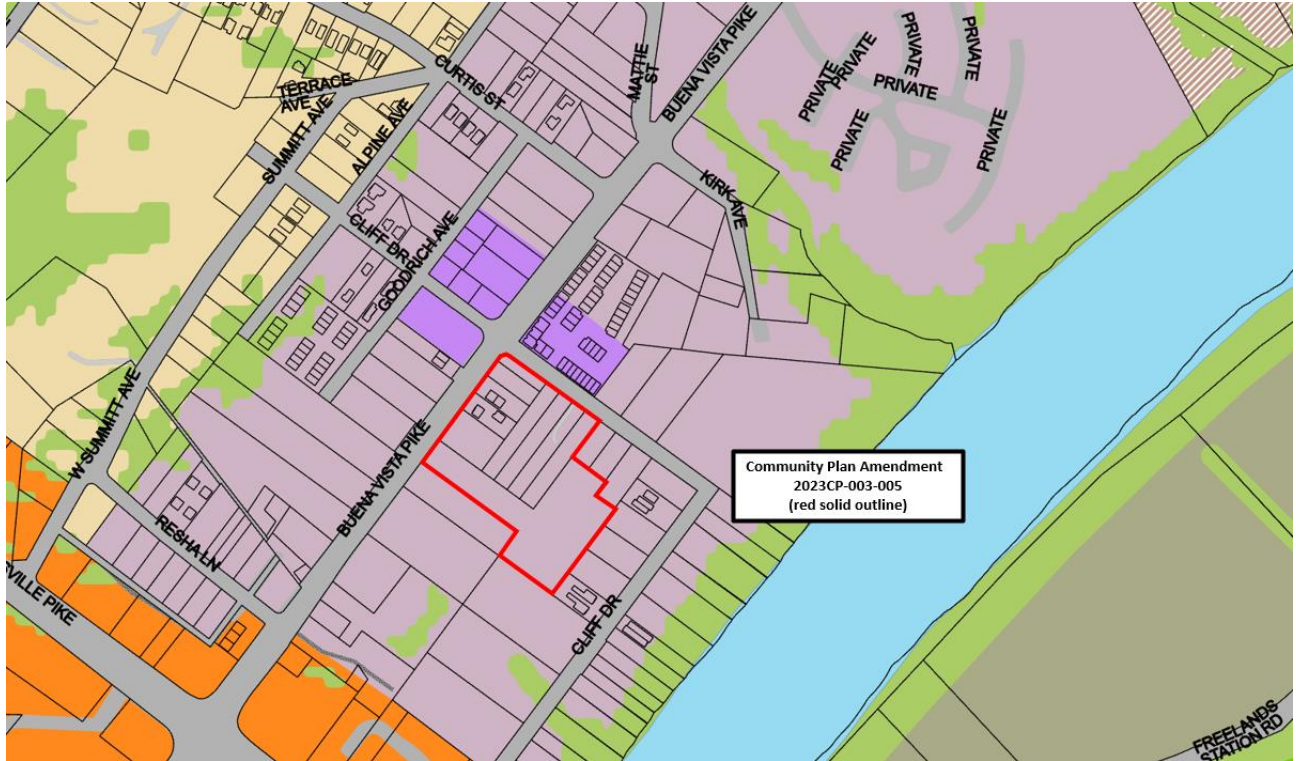 MATTIE
ST
BUENA VISTA PIKE
PRIVATE
PRIVATE
PRIVATE
PRIVATE
PRIVATE
PRIVATE
PRIVATE
CURTIS ST
TERRACE
AVE
SUMMITT AVE
ALPINE AVE
KIRK AVE
CLIFF DR
GOODRICH AVE
W SUMMITT AVE
BUENA VISTA PIKE
Community Plan Amendment
2023CP-003-005
(red solid outline)
RESHA LN
SVILLE PIKE
CLIFF DR
FREELANDS
STATION RD